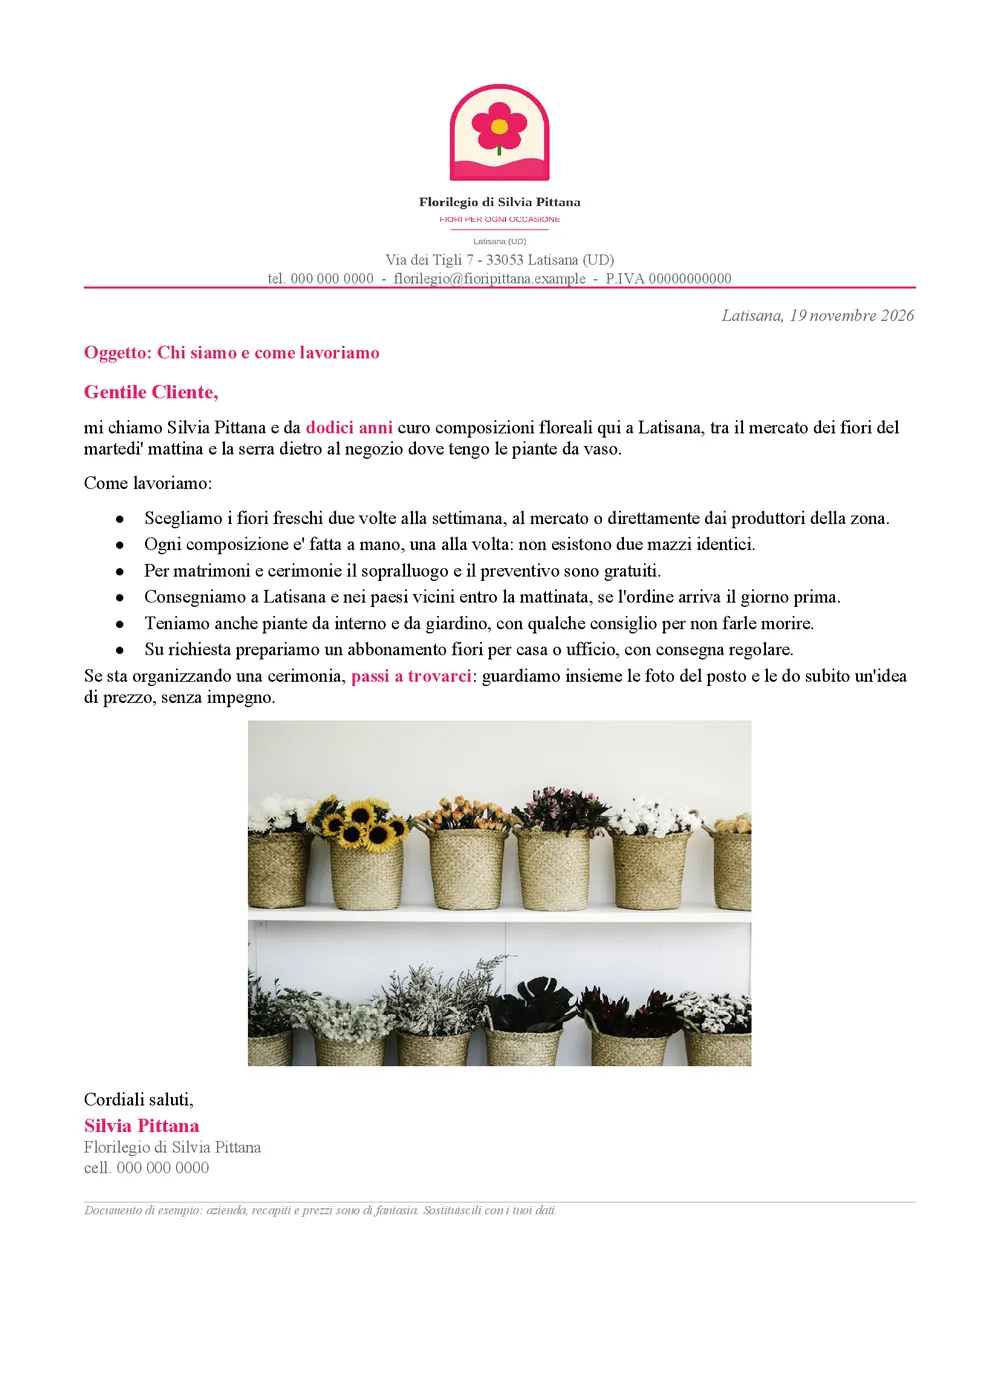 Florilegio di Silvia Pittana
FIORI PER OGNI OCCASIONE
Latisana (UD)
Via dei Tigli 7 - 33053 Latisana (UD)
tel. 000 000 0000 - florilegio@fioripittana.example - P.IVA 00000000000
Latisana, 19 novembre 2026
Oggetto: Chi siamo e come lavoriamo
Gentile Cliente,
mi chiamo Silvia Pittana e da dodici anni curo composizioni floreali qui a Latisana, tra il mercato dei fiori del
martedi' mattina e la serra dietro al negozio dove tengo le piante da vaso.
Come lavoriamo:
● Scegliamo i fiori freschi due volte alla settimana, al mercato o direttamente dai produttori della zona.
● Ogni composizione e' fatta a mano, una alla volta: non esistono due mazzi identici.
● Per matrimoni e cerimonie il sopralluogo e il preventivo sono gratuiti.
● Consegniamo a Latisana e nei paesi vicini entro la mattinata, se l'ordine arriva il giorno prima.
● Teniamo anche piante da interno e da giardino, con qualche consiglio per non farle morire.
● Su richiesta prepariamo un abbonamento fiori per casa o ufficio, con consegna regolare.
Se sta organizzando una cerimonia, passi a trovarci: guardiamo insieme le foto del posto e le do subito un'idea
di prezzo, senza impegno.
Cordiali saluti,
Silvia Pittana
Florilegio di Silvia Pittana
cell. 000 000 0000
Documento di esempio: azienda, recapiti e prezzi sono di fantasia. Sostituiscili con i tuoi dati.